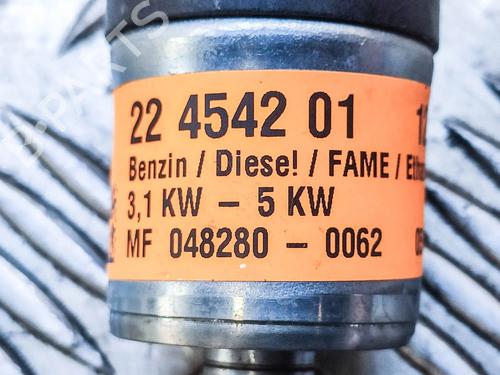 22 4542 01
Benzin / Diesel / FAME /
3,1 KW – 5 KW
MF 048280 – 0062